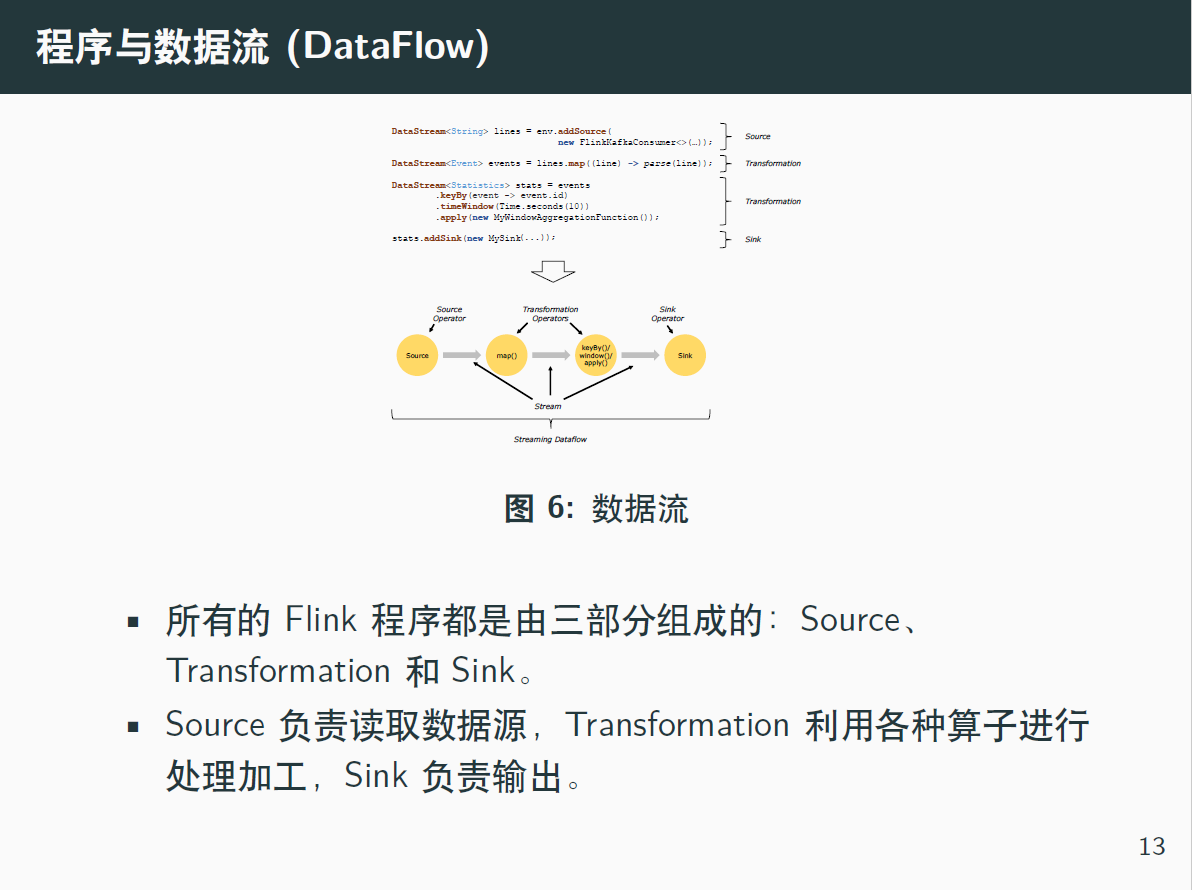 程序与数据流 (DataFlow)
DataStream<String> lines = env.addSource(
new FlinkKafkaConsumer<>(…));
Source
DataStream<Event> events = lines.map((line) -> parse(line));
Transformation
DataStream<Statistics> stats = events
.keyBy(event -> event.id)
.timeWindow(Time.seconds(10))
.apply(new MyWindowAggregationFunction());
Transformation
stats.addSink(new MySink(...));
Sink
Source
Operator
Transformation
Operators
Sink
Operator
Source
map()
keyBy()/
window()/
apply()
Sink
Stream
Streaming Dataflow
图 6: 数据流
▪ 所有的 Flink 程序都是由三部分组成的：Source、
Transformation 和 Sink。
▪ Source 负责读取数据源，Transformation 利用各种算子进行
处理加工，Sink 负责输出。
13